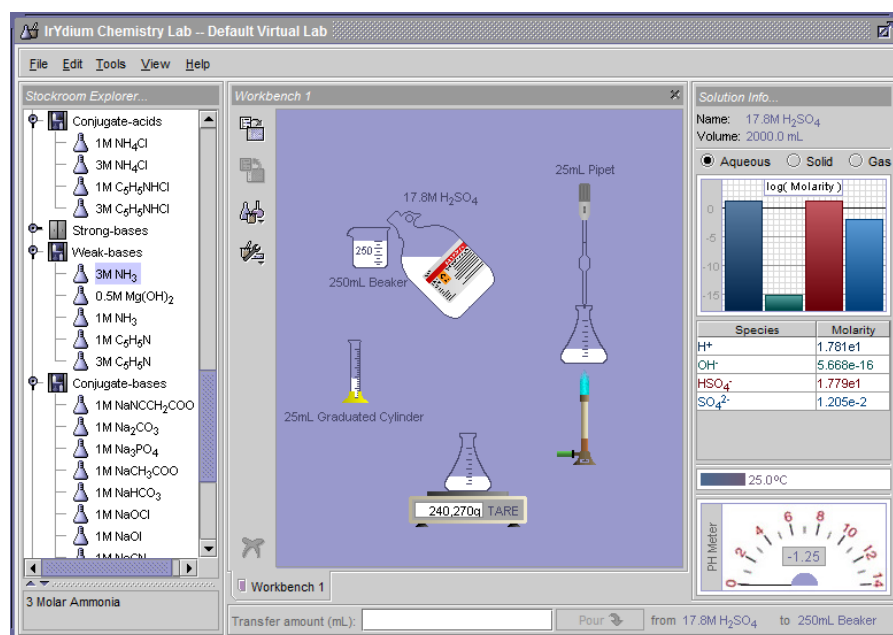 IrYdium Chemistry Lab -- Default Virtual Lab
File Edit Tools View Help
Stockroom Explorer...
Conjugate-acids
1M NH₄Cl
3M NH₄Cl
1M C₅H₅NHCl
3M C₅H₅NHCl
Strong-bases
Weak-bases
3M NH₃
0.5M Mg(OH)₂
1M NH₃
1M C₅H₅N
3M C₅H₅N
Conjugate-bases
1M NaNCCH₂COO
1M Na₂CO₃
1M Na₃PO₄
1M NaCH₃COO
1M NaHCO₃
1M NaOCl
1M NaOI
1M NaCN
3 Molar Ammonia
Workbench 1
17.8M H₂SO₄
25mL Pipet
250
250mL Beaker
25mL Graduated Cylinder
240,270g TARE
Workbench 1
Transfer amount (mL): Pour from 17.8M H₂SO₄ to 250mL Beaker
Solution Info...
Name: 17.8M H₂SO₄
Volume: 2000.0 mL
Aqueous Solid Gas
log( Molarity )
0
-5
-10
-15
Species Molarity
H⁺ 1.781e1
OH⁻ 5.668e-16
HSO₄⁻ 1.779e1
SO₄²⁻ 1.205e-2
25.0ºC
PH Meter
0 2 4 6 8 10 12 14
-1.25